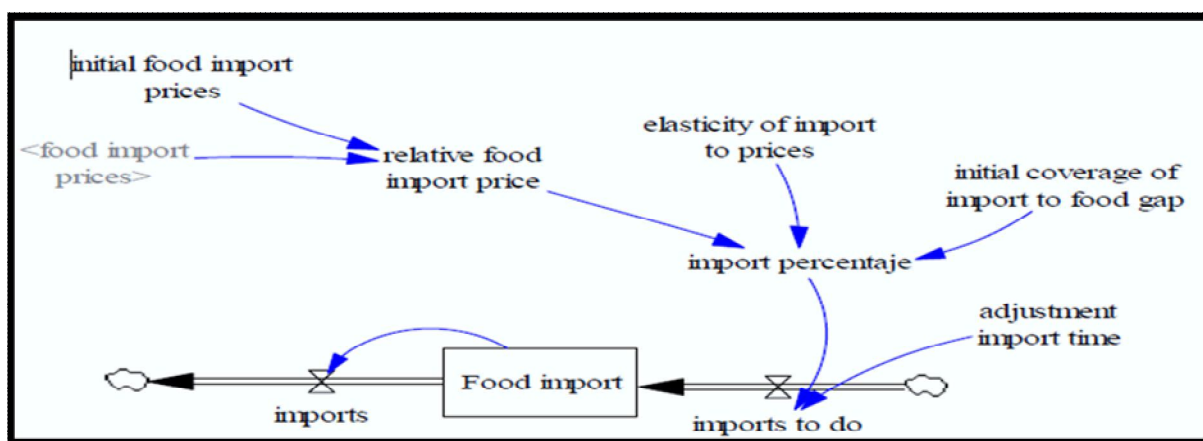 initial food import
prices
<food import
prices>
relative food
import price
elasticity of import
to prices
initial coverage of
import to food gap
import percentaje
adjustment
import time
Food import
imports
imports to do